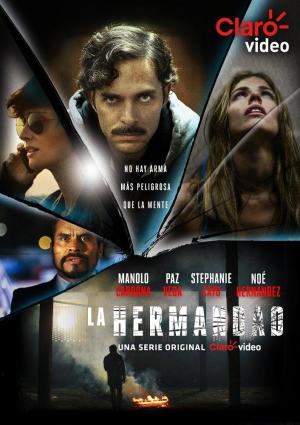 Claro
video
NO HAY ARMA
MÁS PELIGROSA
QUE LA MENTE
MANOLO PAZ STEPHANIE NOÉ
CARDONA VEGA CAYO HERNÁNDEZ
LA HERMANDAD
UNA SERIE ORIGINAL Claro video